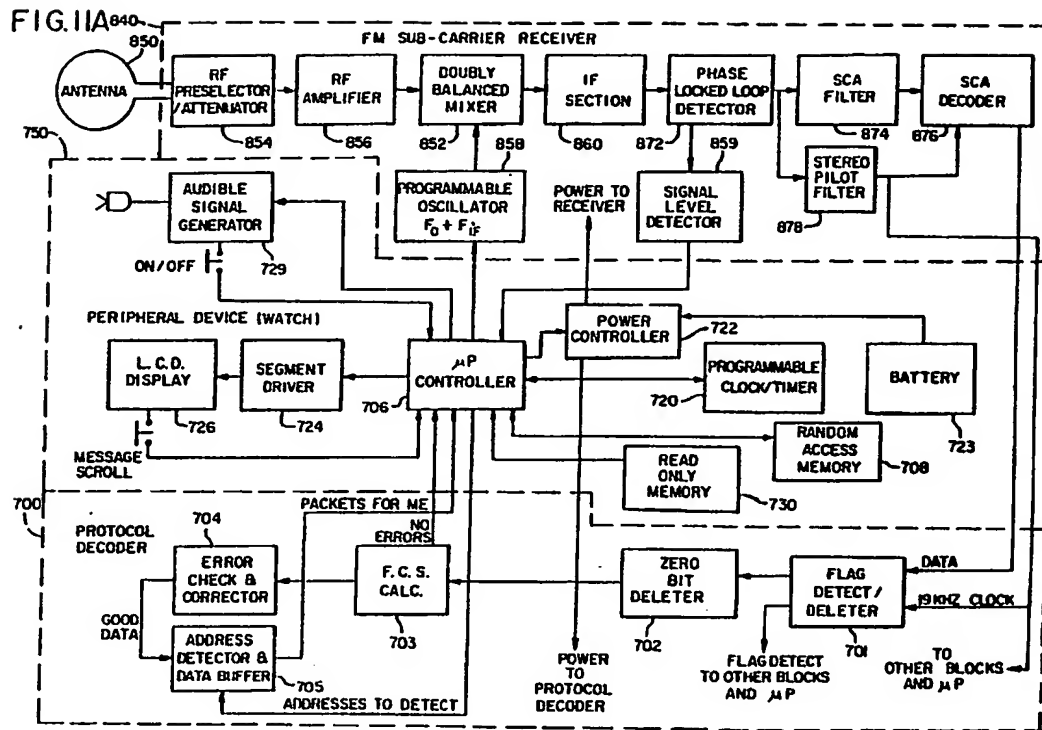 FIG. 11A
840
850
FM SUB-CARRIER RECEIVER
ANTENNA
RF
PRESELECTOR
/ATTENUATOR
854
RF
AMPLIFIER
856
DOUBLY
BALANCED
MIXER
852
IF
SECTION
860
PHASE
LOCKED LOOP
DETECTOR
872
SCA
FILTER
874
SCA
DECODER
876
750
858
859
AUDIBLE
SIGNAL
GENERATOR
729
ON/OFF
PROGRAMMABLE
OSCILLATOR
Fo + FiF
POWER TO
RECEIVER
SIGNAL
LEVEL
DETECTOR
STEREO
PILOT
FILTER
878
PERIPHERAL DEVICE (WATCH)
L. C. D.
DISPLAY
726
SEGMENT
DRIVER
724
μP
CONTROLLER
706
POWER
CONTROLLER
722
PROGRAMMABLE
CLOCK/TIMER
720
BATTERY
723
MESSAGE
SCROLL
READ
ONLY
MEMORY
730
RANDOM
ACCESS
MEMORY
708
700
PACKETS FOR ME
NO
ERRORS
PROTOCOL
DECODER
704
ERROR
CHECK &
CORRECTOR
F. C. S.
CALC.
703
ZERO
BIT
DELETER
702
FLAG
DETECT/
DELETER
701
DATA
19KHZ CLOCK
GOOD
DATA
ADDRESS
DETECTOR &
DATA BUFFER
705
ADDRESSES TO DETECT
POWER
TO
PROTOCOL
DECODER
FLAG DETECT
TO OTHER BLOCKS
AND μP
TO
OTHER BLOCKS
AND μP